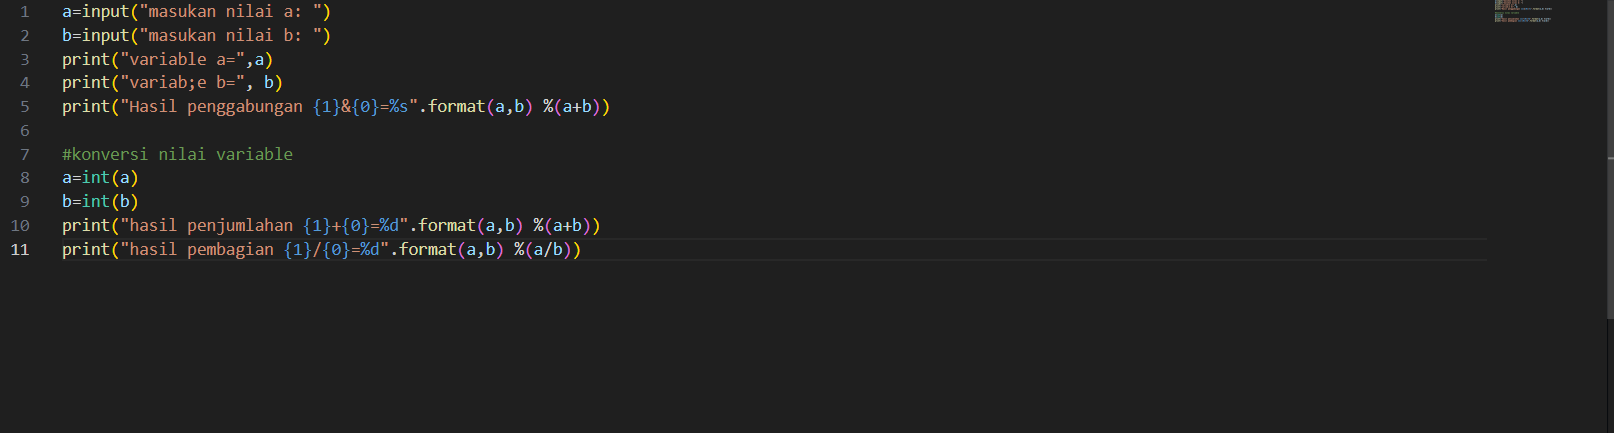 1 a=input("masukan nilai a: ")
2 b=input("masukan nilai b: ")
3 print("variable a=",a)
4 print("variab;e b=", b)
5 print("Hasil penggabungan {1}&{0}=%s".format(a,b) %(a+b))
6
7 #konversi nilai variable
8 a=int(a)
9 b=int(b)
10 print("hasil penjumlahan {1}+{0}=%d".format(a,b) %(a+b))
11 print("hasil pembagian {1}/{0}=%d".format(a,b) %(a/b))